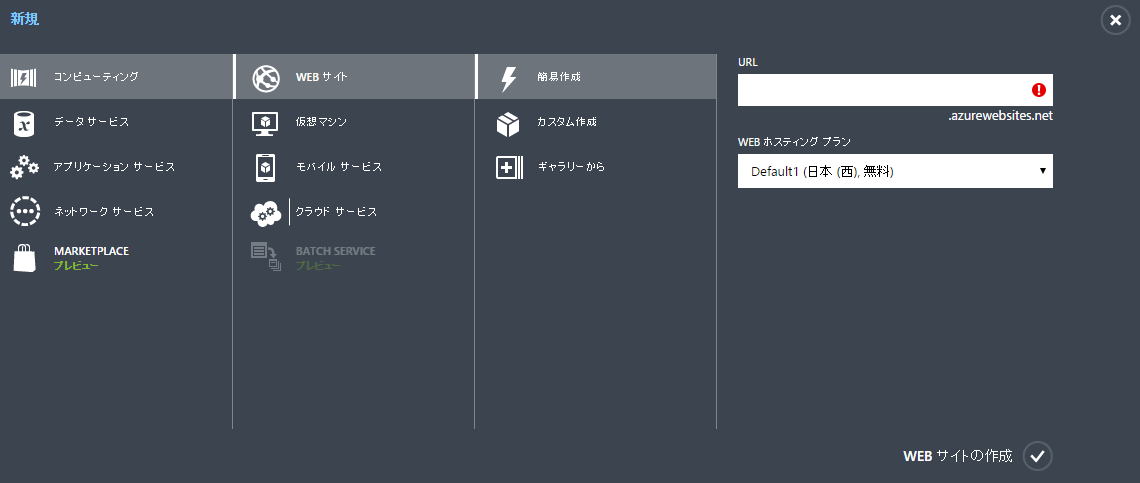 新規
コンピューティング
データ サービス
アプリケーション サービス
ネットワーク サービス
MARKETPLACE
プレビュー
WEB サイト
仮想マシン
モバイル サービス
クラウド サービス
BATCH SERVICE
プレビュー
簡易作成
カスタム作成
ギャラリーから
URL
.azurewebsites.net
WEB ホスティング プラン
Default1 (日本 (西), 無料)
WEB サイトの作成